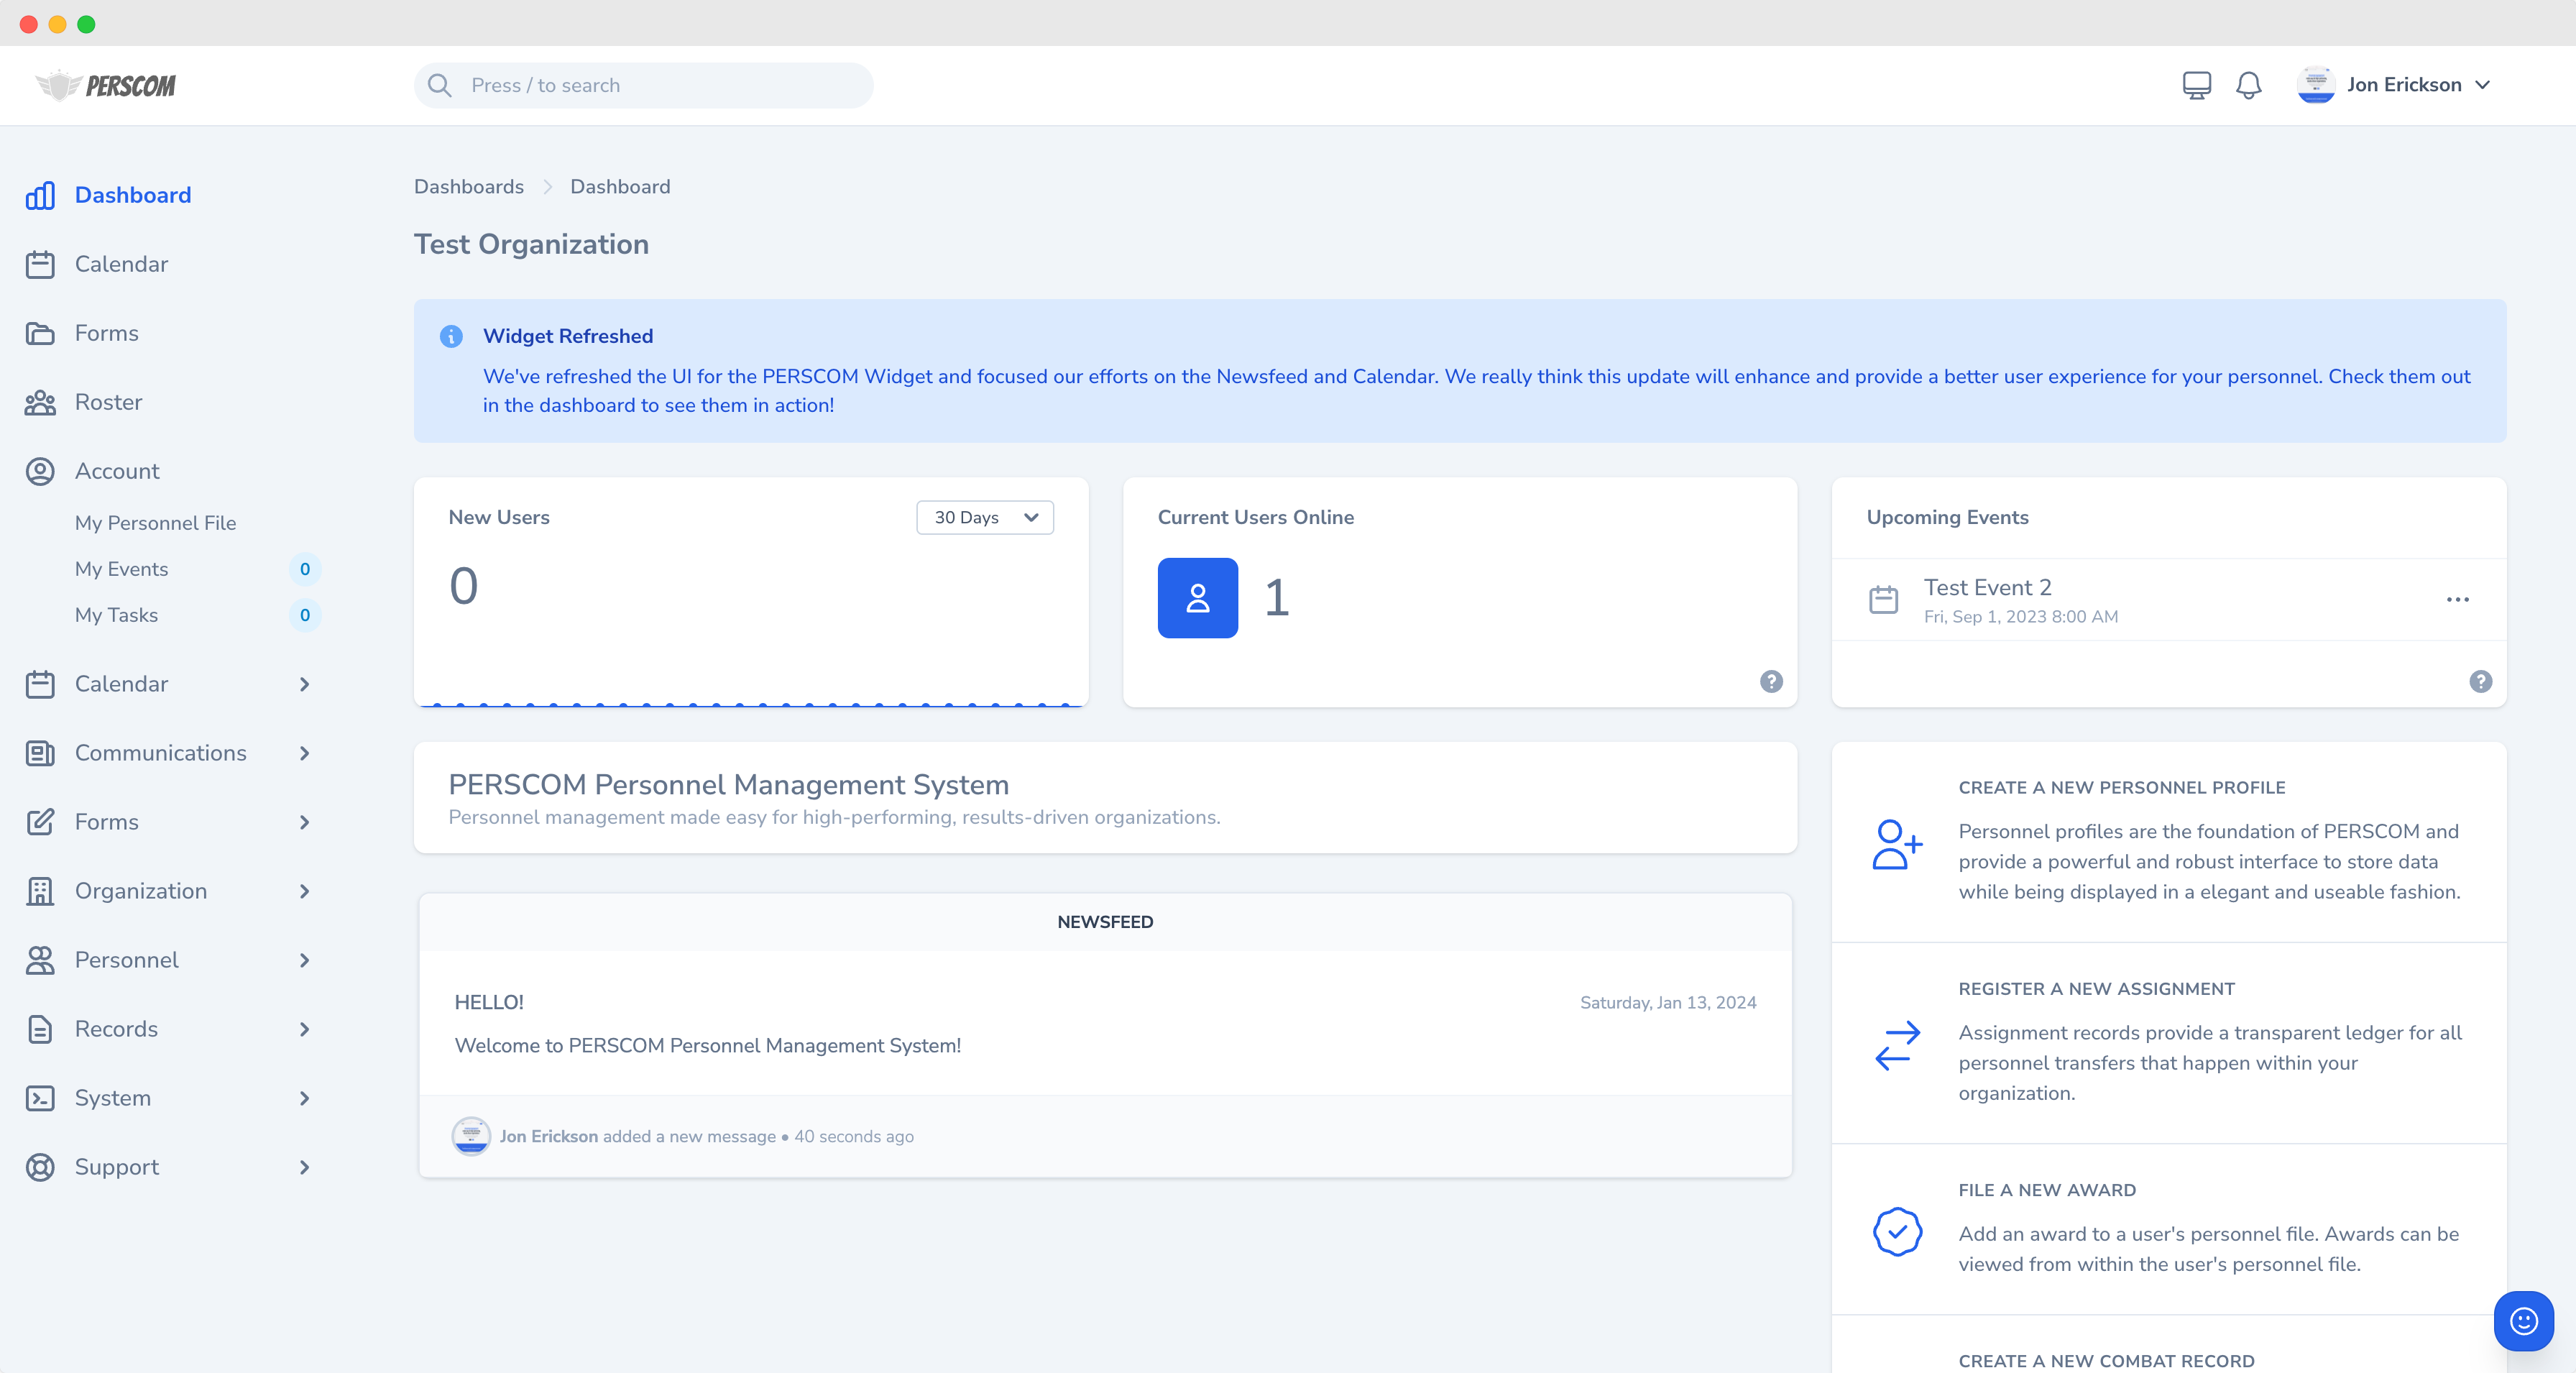 PERSCOM
Press / to search
Jon Erickson
Dashboard
Calendar
Forms
Roster
Account
My Personnel File
My Events 0
My Tasks 0
Calendar
Communications
Forms
Organization
Personnel
Records
System
Support
Dashboards
Dashboard
Test Organization
Widget Refreshed
We've refreshed the UI for the PERSCOM Widget and focused our efforts on the Newsfeed and Calendar. We really think this update will enhance and provide a better user experience for your personnel. Check them out
in the dashboard to see them in action!
New Users
30 Days
0
Current Users Online
1
?
Upcoming Events
Test Event 2
Fri, Sep 1, 2023 8:00 AM
?
PERSCOM Personnel Management System
Personnel management made easy for high-performing, results-driven organizations.
NEWSFEED
HELLO!
Saturday, Jan 13, 2024
Welcome to PERSCOM Personnel Management System!
Jon Erickson added a new message • 40 seconds ago
CREATE A NEW PERSONNEL PROFILE
Personnel profiles are the foundation of PERSCOM and
provide a powerful and robust interface to store data
while being displayed in a elegant and useable fashion.
REGISTER A NEW ASSIGNMENT
Assignment records provide a transparent ledger for all
personnel transfers that happen within your
organization.
FILE A NEW AWARD
Add an award to a user's personnel file. Awards can be
viewed from within the user's personnel file.
CREATE A NEW COMBAT RECORD